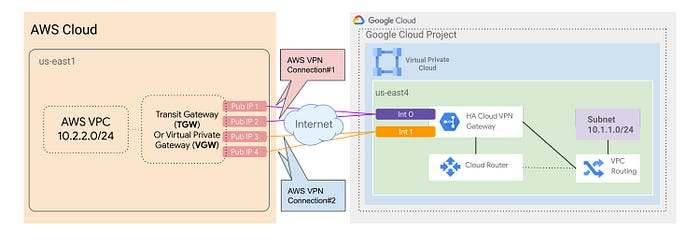 AWS Cloud
us-east1
AWS VPC
10.2.2.0/24
Transit Gateway
(TGW)
Or Virtual Private
Gateway (VGW)
Pub IP 1
Pub IP 2
Pub IP 3
Pub IP 4
AWS VPN
Connection#1
Internet
AWS VPN
Connection#2
Google Cloud
Google Cloud Project
Virtual Private
Cloud
us-east4
Int 0
Int 1
HA Cloud VPN
Gateway
Cloud Router
Subnet
10.1.1.0/24
VPC
Routing